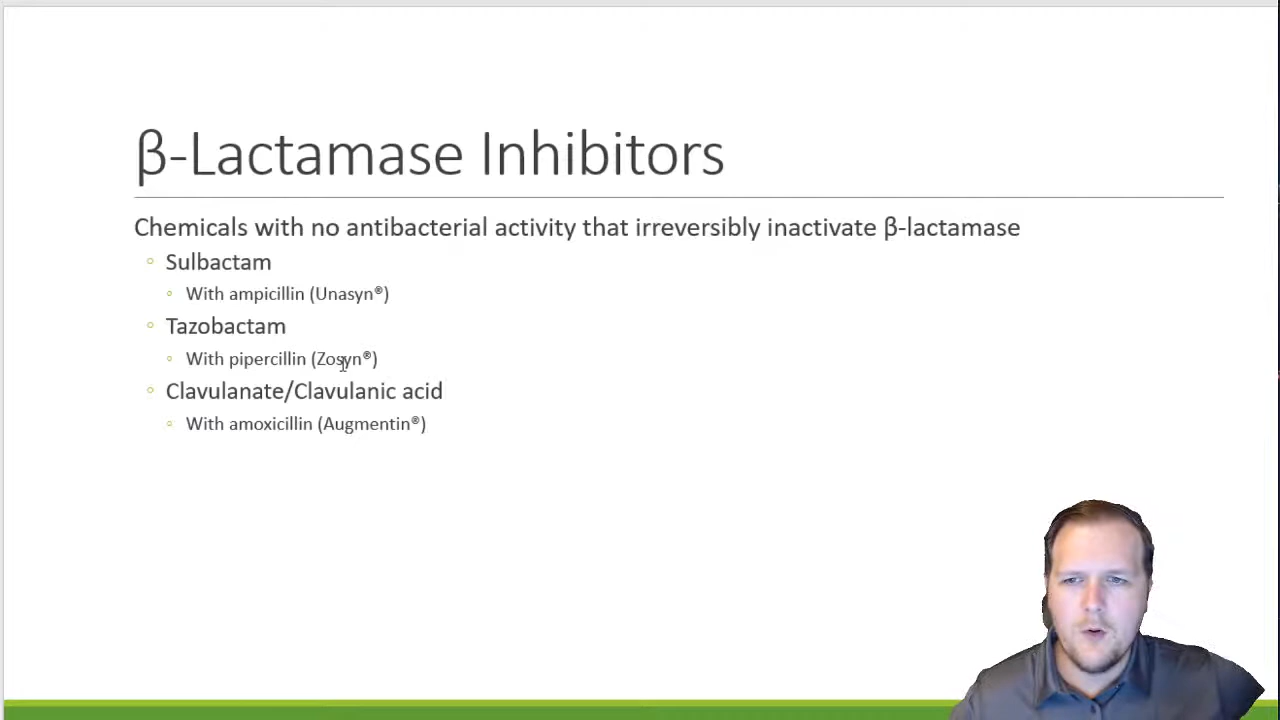 β-Lactamase Inhibitors
Chemicals with no antibacterial activity that irreversibly inactivate β-lactamase
◦ Sulbactam
◦ With ampicillin (Unasyn®)
◦ Tazobactam
◦ With pipercillin (Zosyn®)
◦ Clavulanate/Clavulanic acid
◦ With amoxicillin (Augmentin®)